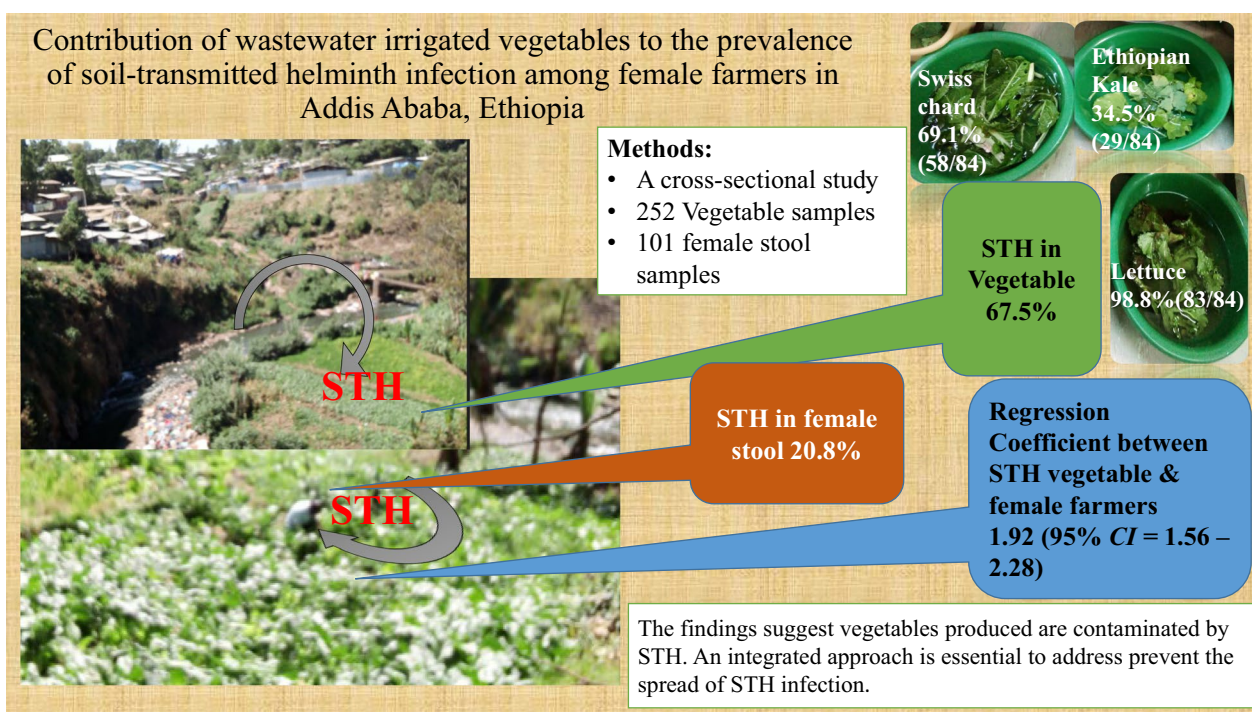 Contribution of wastewater irrigated vegetables to the prevalence
of soil-transmitted helminth infection among female farmers in
Addis Ababa, Ethiopia
Swiss
chard
69.1%
(58/84)
Ethiopian
Kale
34.5%
(29/84)
Methods:
• A cross-sectional study
• 252 Vegetable samples
• 101 female stool
samples
STH in
Vegetable
67.5%
Lettuce
98.8%(83/84)
STH
STH in female
stool 20.8%
STH
Regression
Coefficient between
STH vegetable &
female farmers
1.92 (95% CI = 1.56 –
2.28)
The findings suggest vegetables produced are contaminated by
STH. An integrated approach is essential to address prevent the
spread of STH infection.